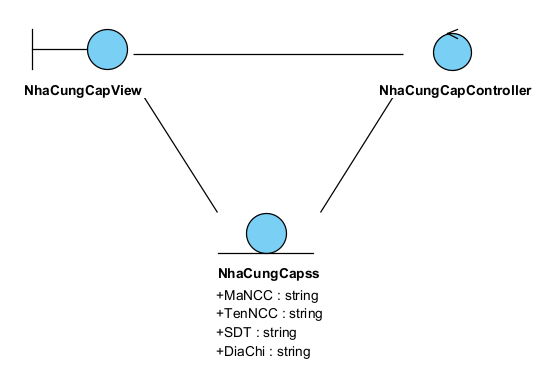 NhaCungCapView
NhaCungCapController
NhaCungCapss
+MaNCC : string
+TenNCC : string
+SDT : string
+DiaChi : string